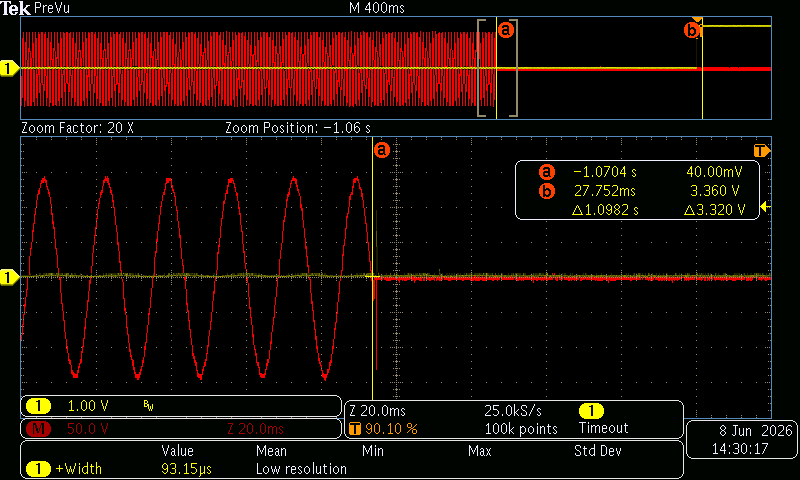 Tek PreVu M 400ms
a b
1
Zoom Factor: 20 X Zoom Position: −1.06 s
a T
a −1.0704 s 40.00mV
b 27.752ms 3.360 V
Δ1.0982 s Δ3.320 V
1
1 1.00 V BW
M 50.0 V Z 20.0ms
Z 20.0ms 25.0kS/s 1
T 90.10 % 100k points Timeout
8 Jun 2026
14:30:17
Value Mean Min Max Std Dev
1 +Width 93.15µs Low resolution